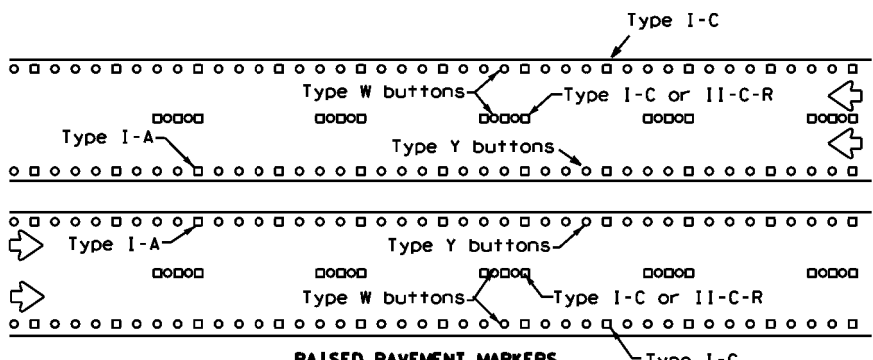 Type I-C
Type W buttons
Type I-C or II-C-R
Type I-A
Type Y buttons
Type I-A
Type Y buttons
Type W buttons
Type I-C or II-C-R
RAISED PAVEMENT MARKERS
Type I-C